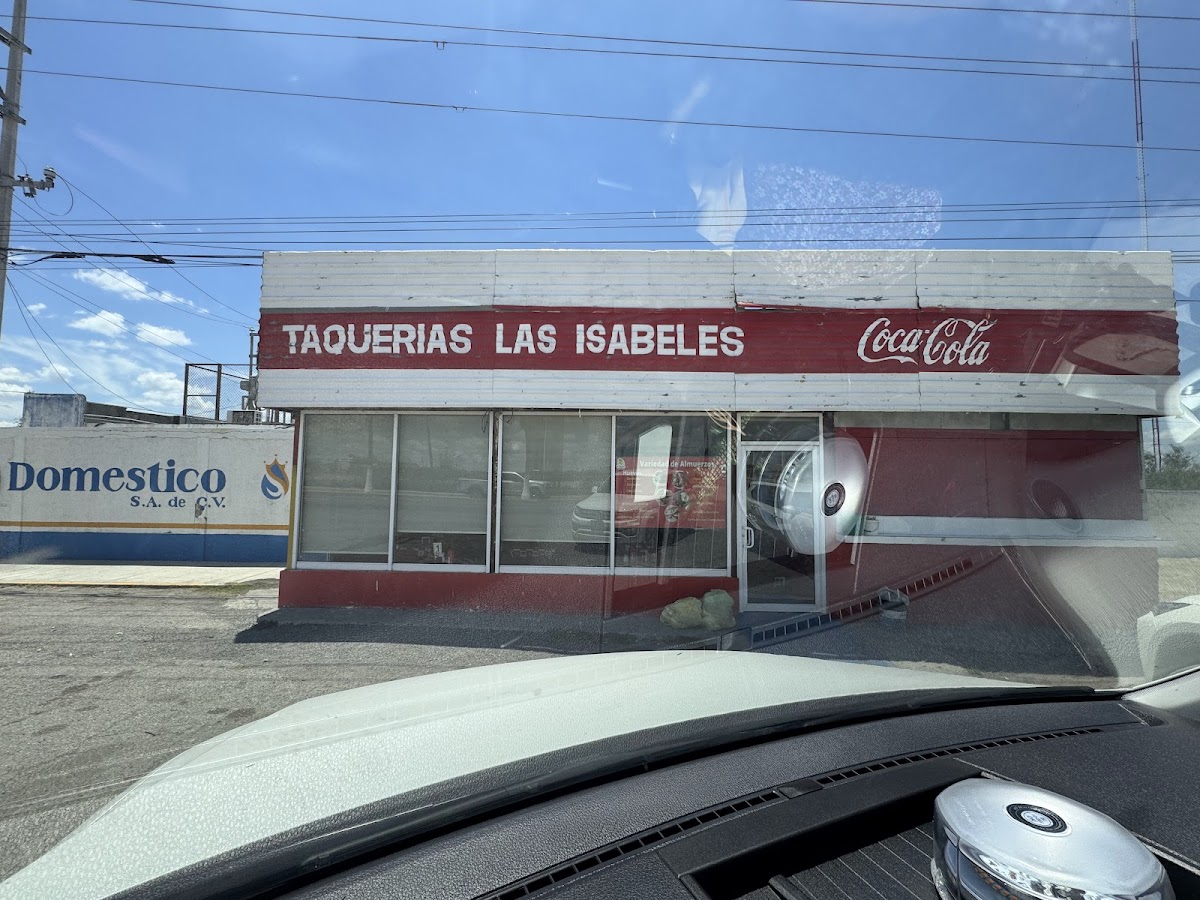 TAQUERIAS LAS ISABELES
Coca-Cola
Variedad de Almuerzos
Domestico
S.A. de C.V.